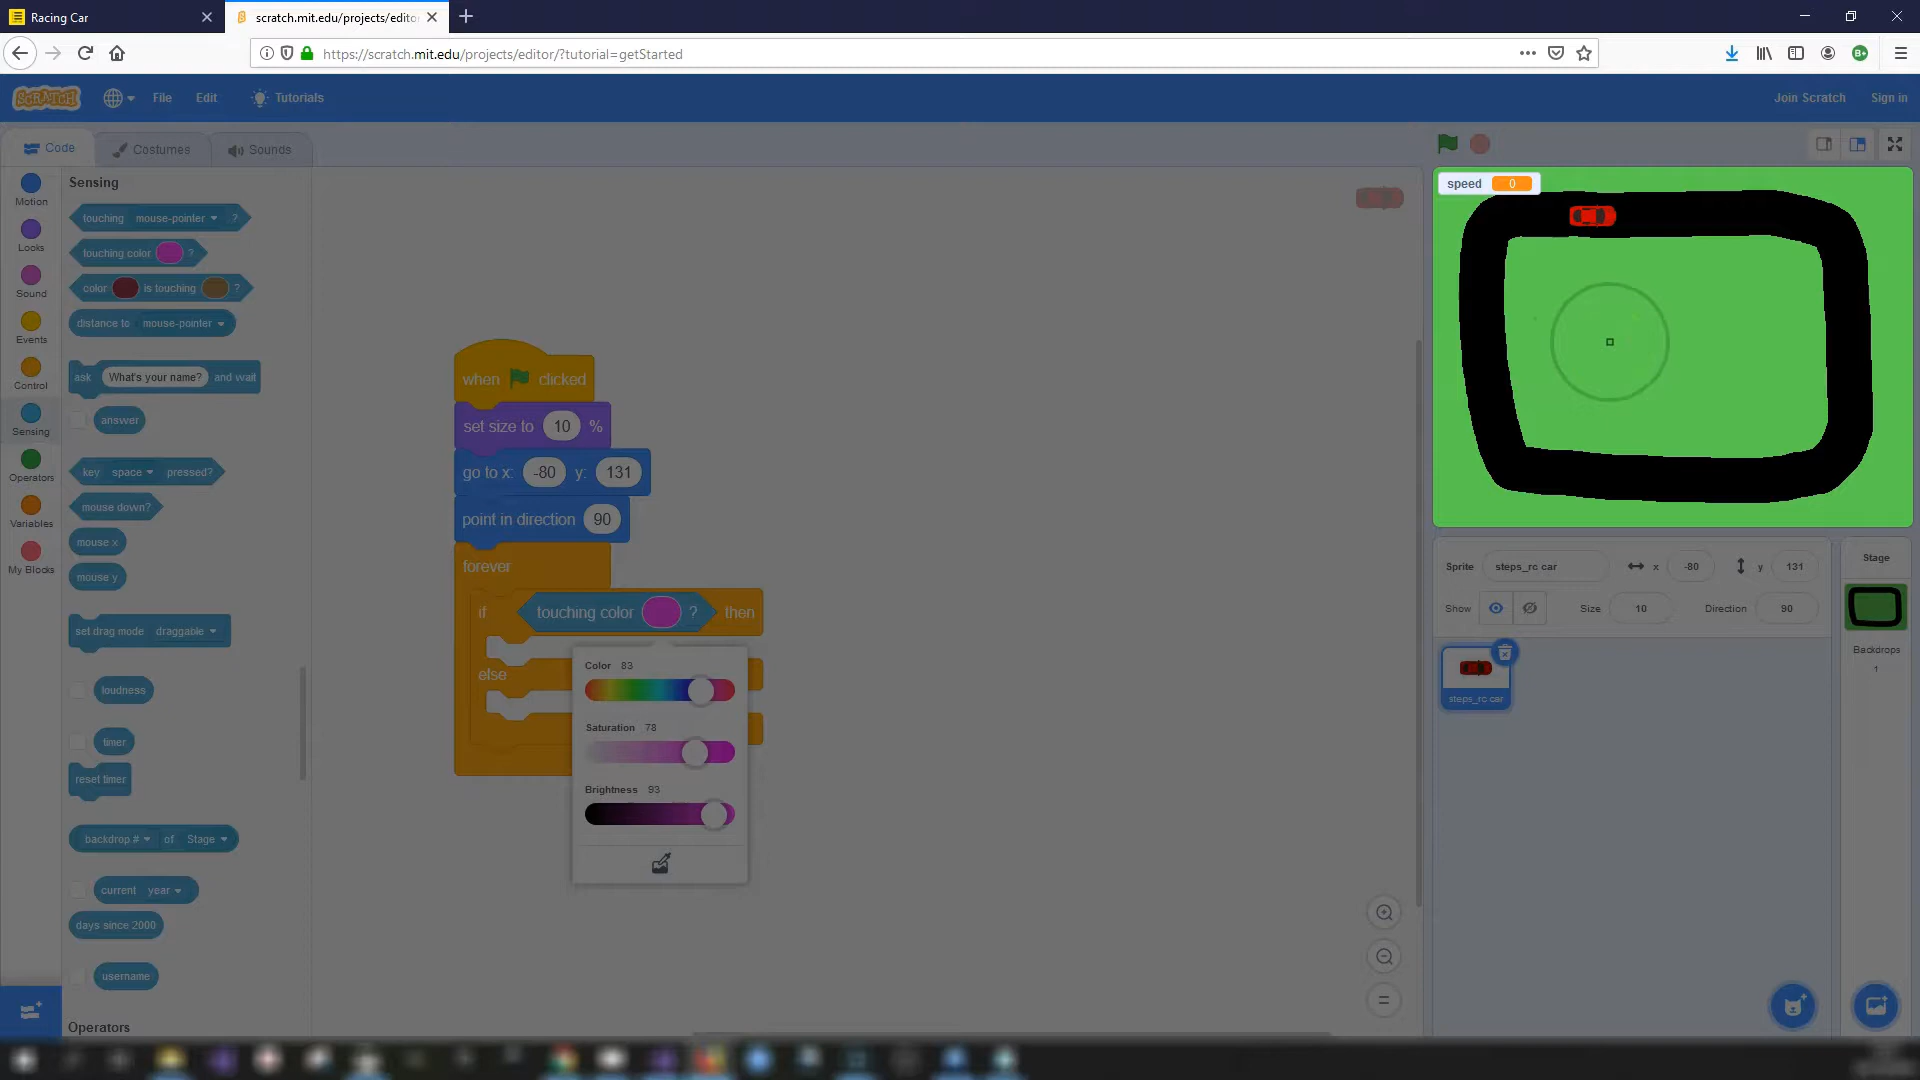 Racing Car
scratch.mit.edu/projects/edito
https://scratch.mit.edu/projects/editor/?tutorial=getStarted
SCRATCH
File
Edit
Tutorials
Join Scratch
Sign in
Code
Costumes
Sounds
Motion
Looks
Sound
Events
Control
Sensing
Operators
Variables
My Blocks
Sensing
touching mouse-pointer ?
touching color ?
color is touching ?
distance to mouse-pointer
ask What's your name? and wait
answer
key space pressed?
mouse down?
mouse x
mouse y
set drag mode draggable
loudness
timer
reset timer
backdrop # of Stage
current year
days since 2000
username
Operators
when clicked
set size to 10 %
go to x: -80 y: 131
point in direction 90
forever
if touching color ? then
else
Color 83
Saturation 78
Brightness 93
speed 0
Sprite steps_rc car x -80 y 131
Show Size 10 Direction 90
steps_rc car
Stage
Backdrops
1